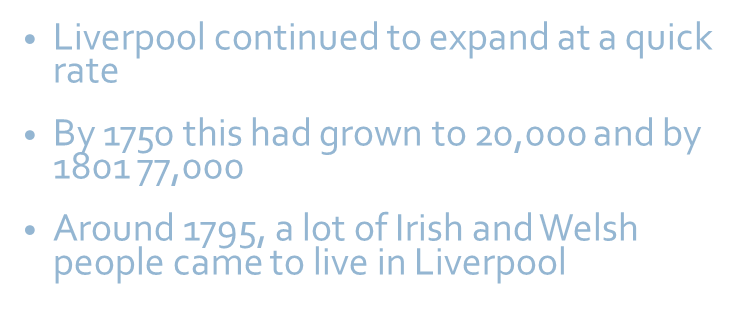 • Liverpool continued to expand at a quick
rate
• By 1750 this had grown to 20,000 and by
1801 77,000
• Around 1795, a lot of Irish and Welsh
people came to live in Liverpool